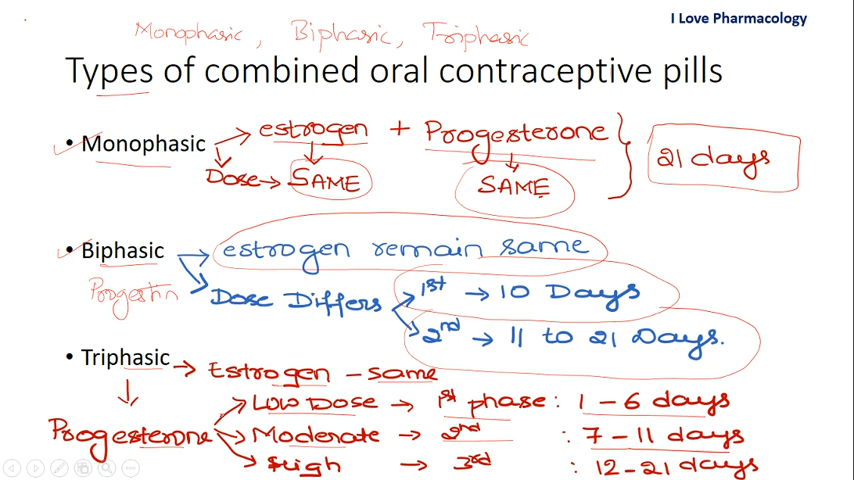 I Love Pharmacology
Monophasic, Biphasic, Triphasic
Types of combined oral contraceptive pills
• Monophasic → estrogen + Progesterone
21 days
Dose → SAME SAME
• Biphasic → estrogen remain same
Progestin
Dose Differs 1st → 10 Days
2nd → 11 to 21 Days.
• Triphasic → Estrogen - same
Low Dose → 1st phase : 1 - 6 days
Progesterone Moderate → 2nd : 7 - 11 days
High → 3rd : 12 - 21 days